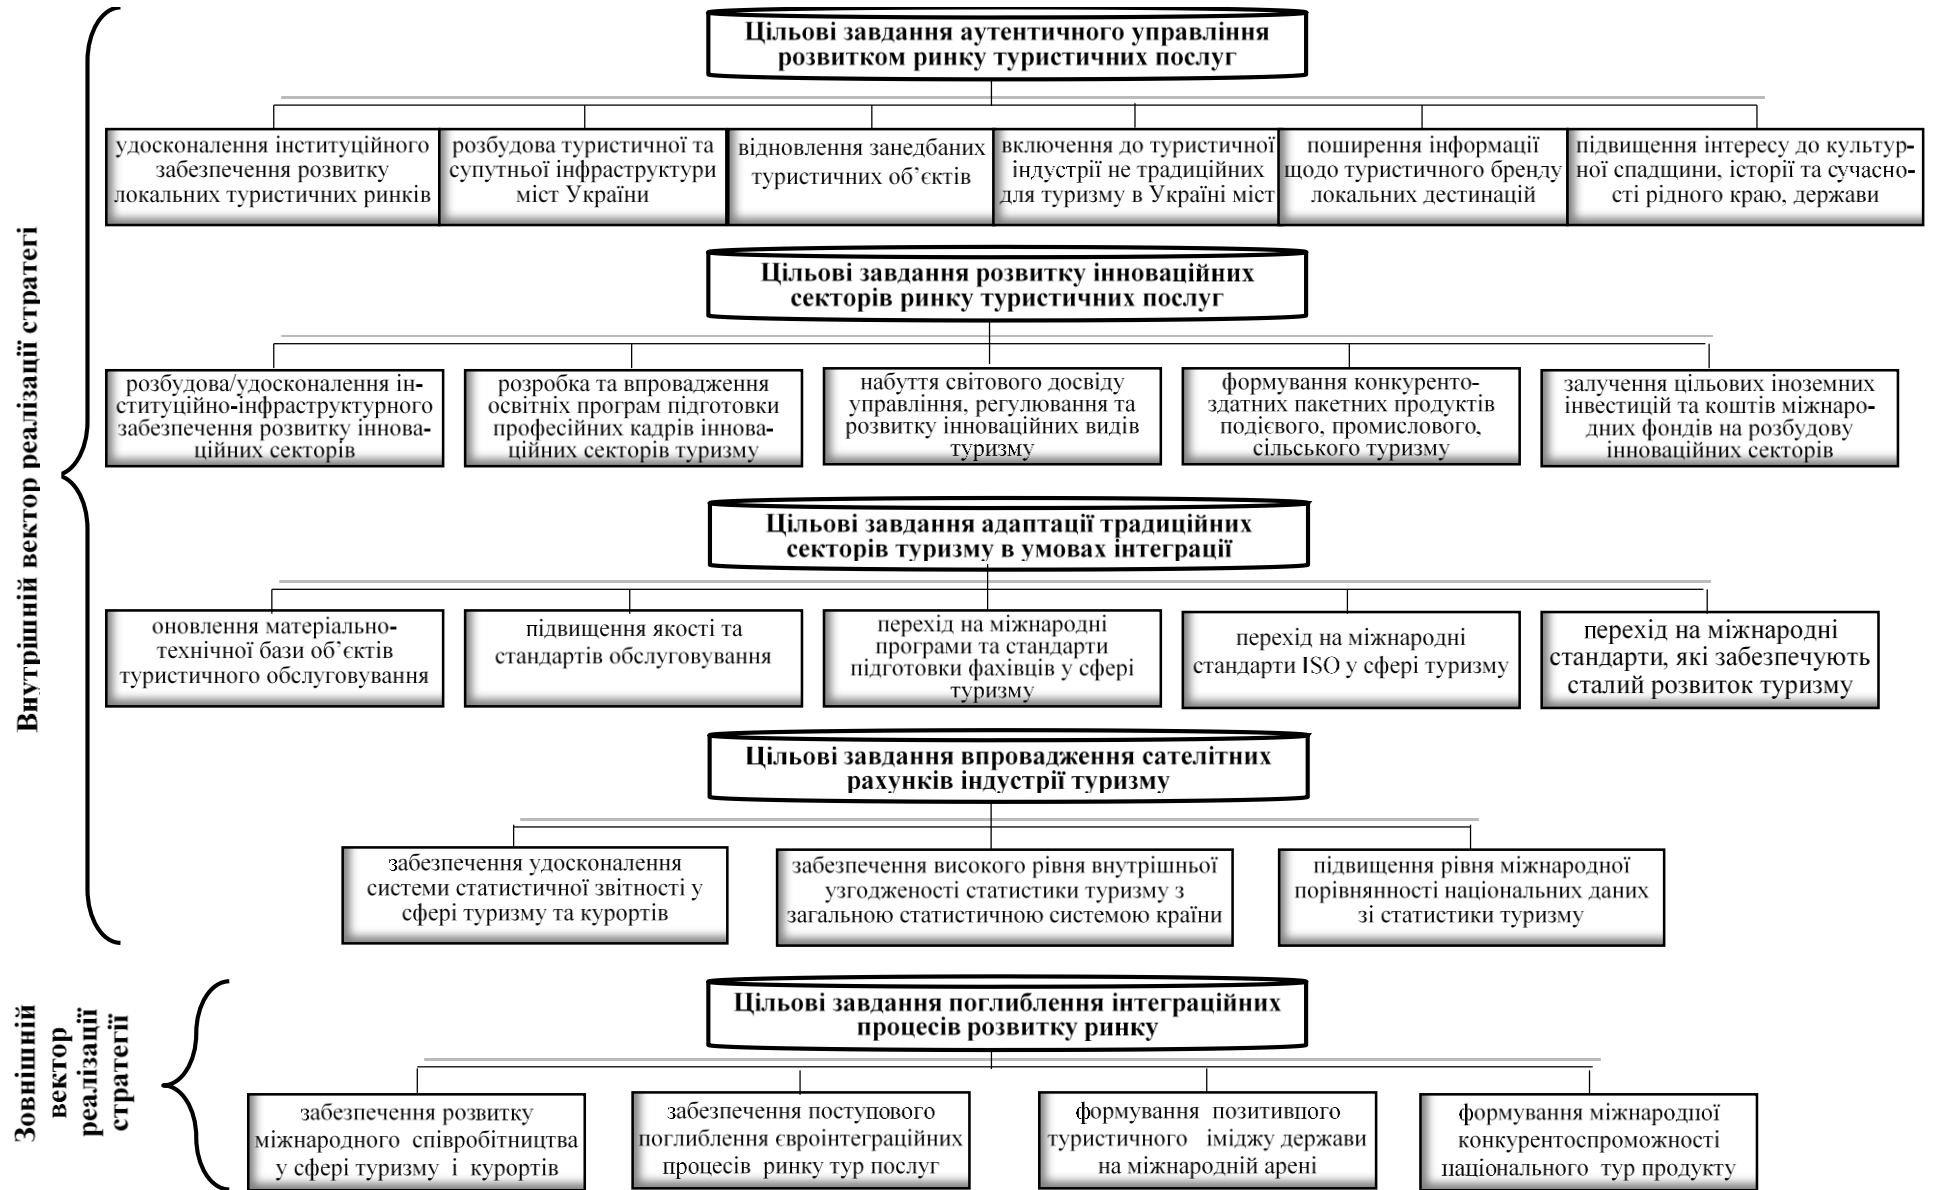 Внутрішній вектор реалізації стратегі
Цільові завдання аутентичного управління
розвитком ринку туристичних послуг
удосконалення інституційного
забезпечення розвитку
локальних туристичних ринків
розбудова туристичної та
супутньої інфраструктури
міст України
відновлення занедбаних
туристичних об’єктів
включення до туристичної
індустрії не традиційних
для туризму в Україні міст
поширення інформації
щодо туристичного бренду
локальних дестинацій
підвищення інтересу до культур-
ної спадщини, історії та сучасно-
сті рідного краю, держави
Цільові завдання розвитку інноваційних
секторів ринку туристичних послуг
розбудова/удосконалення ін-
ституційно-інфраструктурного
забезпечення розвитку іннова-
ційних секторів
розробка та впровадження
освітніх програм підготовки
професійних кадрів іннова-
ційних секторів туризму
набуття світового досвіду
управління, регулювання та
розвитку інноваційних видів
туризму
формування конкуренто-
здатних пакетних продуктів
подієвого, промислового,
сільського туризму
залучення цільових іноземних
інвестицій та коштів міжнаро-
дних фондів на розбудову
інноваційних секторів
Цільові завдання адаптації традиційних
секторів туризму в умовах інтеграції
оновлення матеріально-
технічної бази об’єктів
туристичного обслуговування
підвищення якості та
стандартів обслуговування
перехід на міжнародні
програми та стандарти
підготовки фахівців у сфері
туризму
перехід на міжнародні
стандарти ISO у сфері туризму
перехід на міжнародні
стандарти, які забезпечують
сталий розвиток туризму
Цільові завдання впровадження сателітних
рахунків індустрії туризму
забезпечення удосконалення
системи статистичної звітності у
сфері туризму та курортів
забезпечення високого рівня внутрішньої
узгодженості статистики туризму з
загальною статистичною системою країни
підвищення рівня міжнародної
порівнянності національних даних
зі статистики туризму
Зовнішній
вектор
реалізації
стратегії
Цільові завдання поглиблення інтеграційних
процесів розвитку ринку
забезпечення розвитку
міжнародного співробітництва
у сфері туризму і курортів
забезпечення поступового
поглиблення євроінтеграційних
процесів ринку тур послуг
формування позитивного
туристичного іміджу держави
на міжнародній арені
формування міжнародної
конкурентоспроможності
національного тур продукту